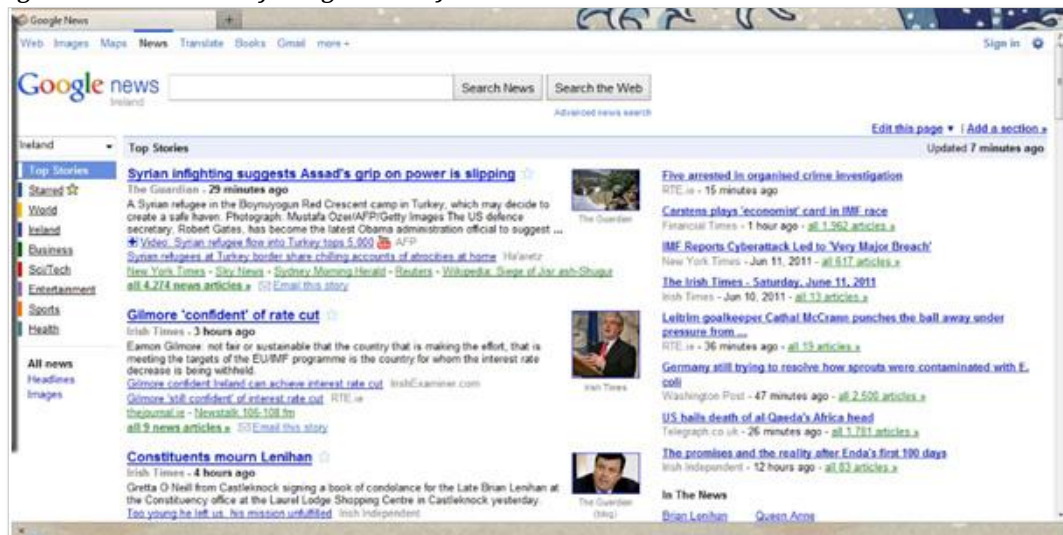 Google News
+
Web Images Maps News Translate Books Gmail more
Sign in
Google news
Ireland
Search News
Search the Web
Advanced news search
Edit this page ▼ | Add a section »
Ireland
Top Stories
Updated 7 minutes ago
Top Stories
Starred
World
Ireland
Business
Sci/Tech
Entertainment
Sports
Health
All news
Headlines
Images
Syrian infighting suggests Assad's grip on power is slipping
The Guardian - 29 minutes ago
A Syrian refugee in the Boynuyogun Red Crescent camp in Turkey, which may decide to
create a safe haven. Photograph: Mustafa Ozer/AFP/Getty Images The US defence
secretary, Robert Gates, has become the latest Obama administration official to suggest ...
Video: Syrian refugee flow into Turkey tops 5,000 AFP
Syrian refugees at Turkey border share chilling accounts of atrocities at home Ha'aretz
New York Times - Sky News - Sydney Morning Herald - Reuters - Wikipedia: Siege of Jisr ash-Shugur
all 4,274 news articles » Email this story
The Guardian
Gilmore 'confident' of rate cut
Irish Times - 3 hours ago
Eamon Gilmore: not fair or sustainable that the country that is making the effort, that is
meeting the targets of the EU/IMF programme is the country for whom the interest rate
decrease is being withheld.
Gilmore confident Ireland can achieve interest rate cut IrishExaminer.com
Gilmore 'still confident' of interest rate cut RTE.ie
thejournal.ie - Newstalk 106-108 fm
all 9 news articles » Email this story
Irish Times
Constituents mourn Lenihan
Irish Times - 4 hours ago
Gretta O Neill from Castleknock signing a book of condolance for the Late Brian Lenihan at
the Constituency office at the Laurel Lodge Shopping Centre in Castleknock yesterday.
Too young he left us, his mission unfulfilled Irish Independent
The Guardian
(blog)
Five arrested in organised crime investigation
RTE.ie - 15 minutes ago
Carstens plays 'economist' card in IMF race
Financial Times - 1 hour ago - all 1,562 articles »
IMF Reports Cyberattack Led to 'Very Major Breach'
New York Times - Jun 11, 2011 - all 617 articles »
The Irish Times - Saturday, June 11, 2011
Irish Times - Jun 10, 2011 - all 13 articles »
Leitrim goalkeeper Cathal McCrann punches the ball away under
pressure from ...
RTE.ie - 36 minutes ago - all 19 articles »
Germany still trying to resolve how sprouts were contaminated with E.
coli
Washington Post - 47 minutes ago - all 2,500 articles »
US hails death of al-Qaeda's Africa head
Telegraph.co.uk - 26 minutes ago - all 1,781 articles »
The promises and the reality after Enda's first 100 days
Irish Independent - 12 hours ago - all 83 articles »
In The News
Brian Lenihan Queen Anne